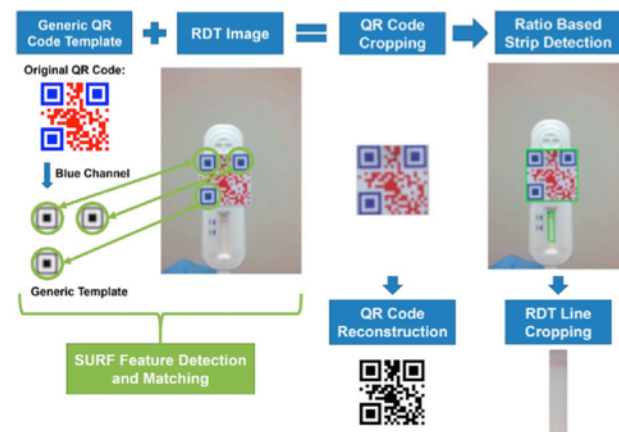 Generic QR
Code Template
RDT Image
QR Code
Cropping
Ratio Based
Strip Detection
Original QR Code:
Blue Channel
Generic Template
SURF Feature Detection
and Matching
QR Code
Reconstruction
RDT Line
Cropping